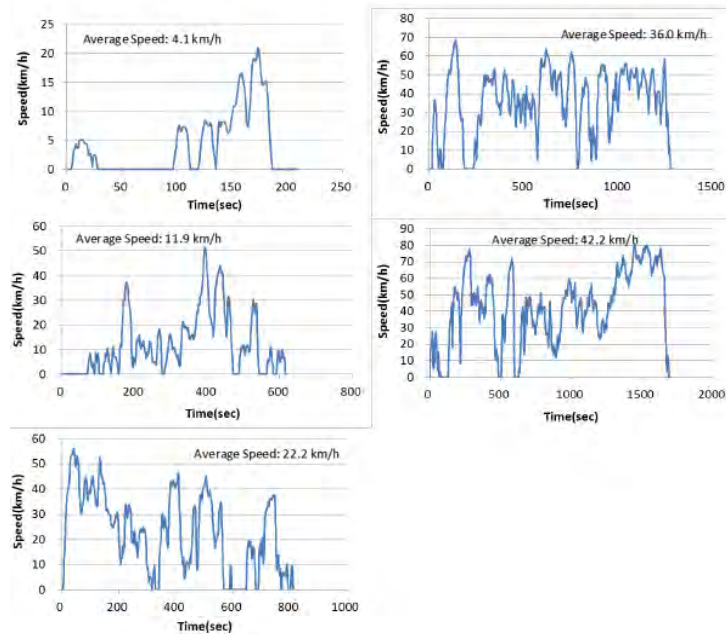 Average Speed: 4.1 km/h
Speed(km/h)
25
20
15
10
5
0
0 50 100 150 200 250
Time(sec)
Average Speed: 36.0 km/h
Speed(km/h)
80
70
60
50
40
30
20
10
0
0 500 1000 1500
Time(sec)
Average Speed: 11.9 km/h
Speed(km/h)
60
50
40
30
20
10
0
0 200 400 600 800
Time(sec)
Average Speed: 42.2 km/h
Speed(km/h)
90
80
70
60
50
40
30
20
10
0
0 500 1000 1500 2000
Time(sec)
Average Speed: 22.2 km/h
Speed(km/h)
60
50
40
30
20
10
0
0 200 400 600 800 1000
Time(sec)